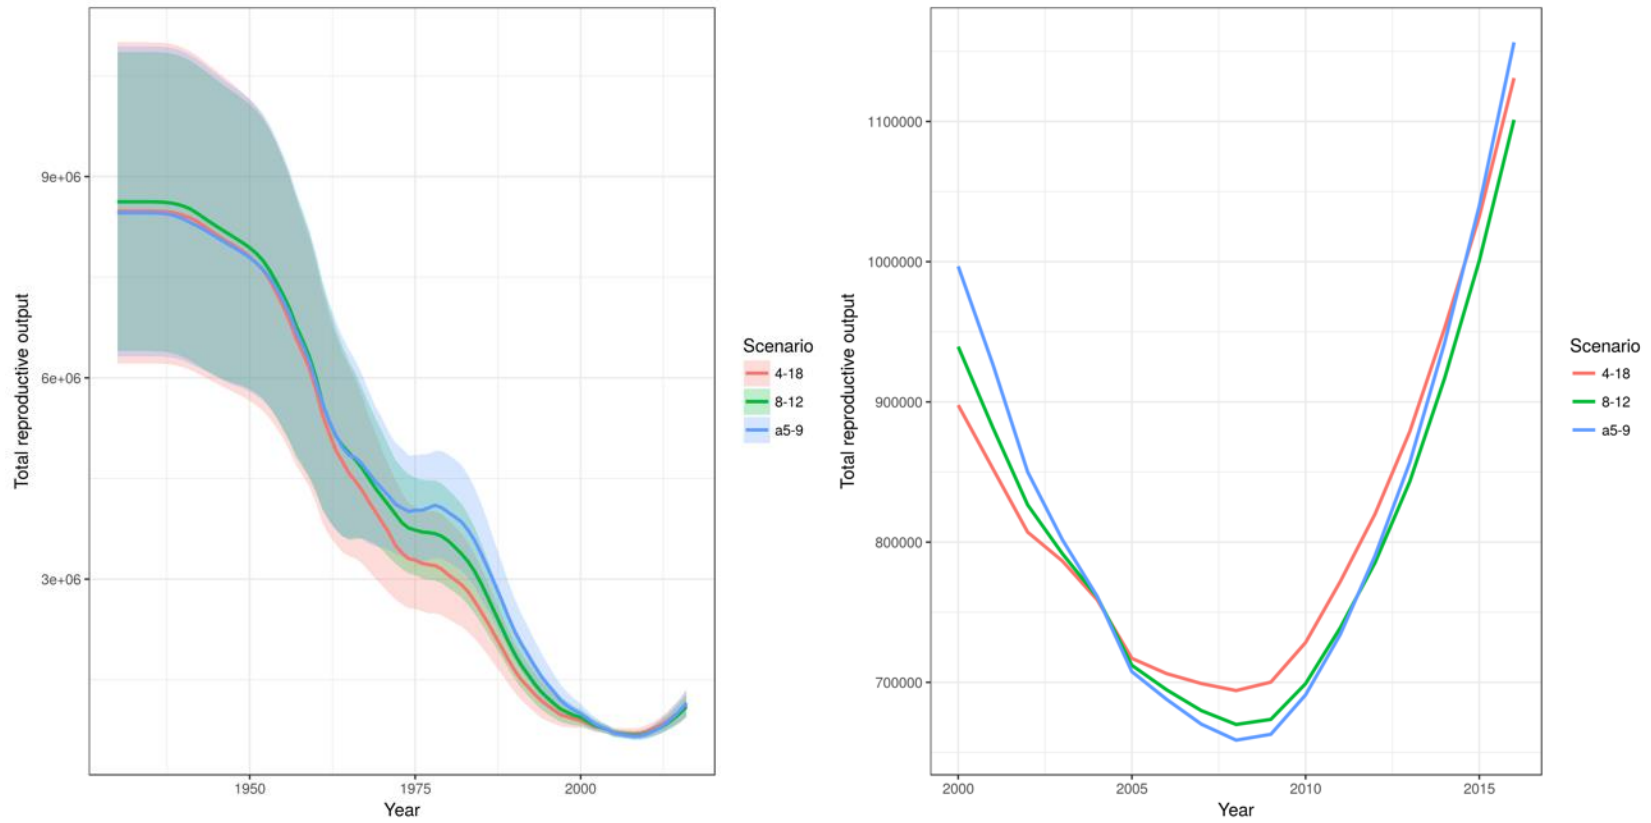 Total reproductive output
9e+06
6e+06
3e+06
1950
1975
2000
Year
Scenario
4-18
8-12
a5-9
Total reproductive output
1100000
1000000
900000
800000
700000
2000
2005
2010
2015
Year
Scenario
4-18
8-12
a5-9